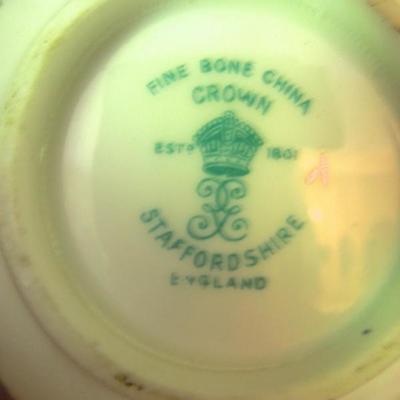 FINE BONE CHINA
CROWN
ESTD 1801
STAFFORDSHIRE
ENGLAND